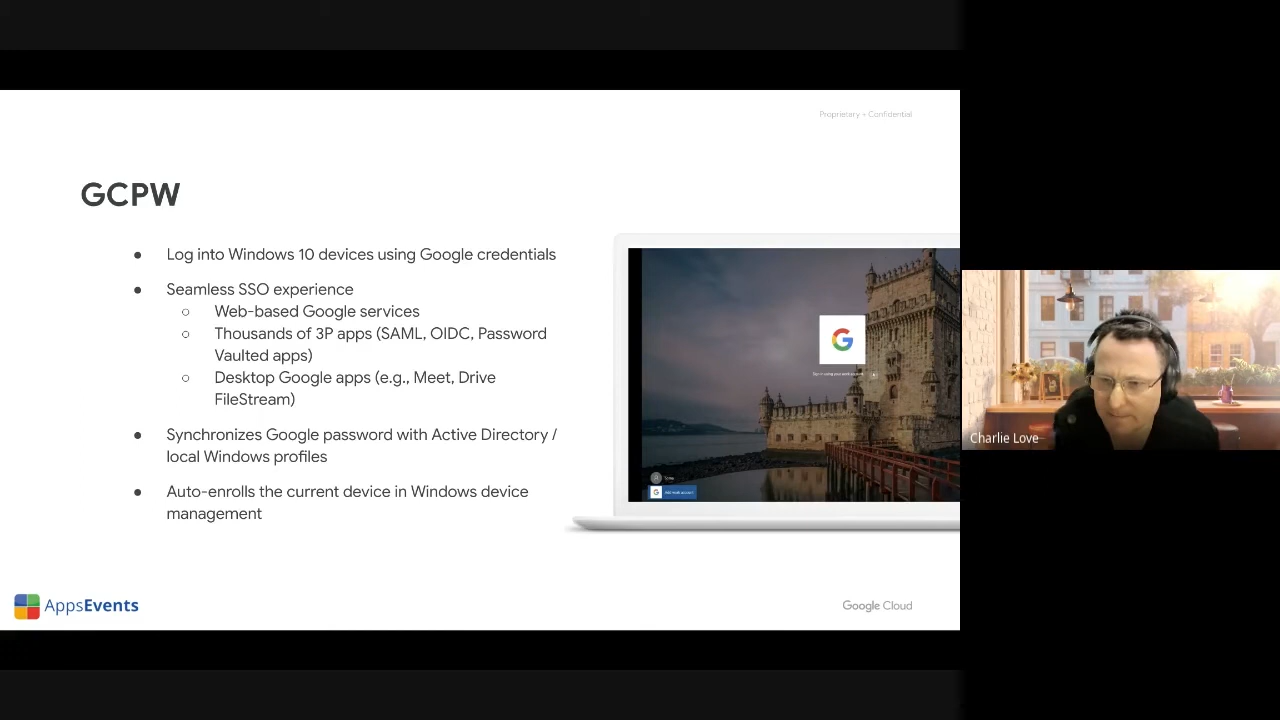 Proprietary + Confidential
GCPW
● Log into Windows 10 devices using Google credentials
● Seamless SSO experience
○ Web-based Google services
○ Thousands of 3P apps (SAML, OIDC, Password
Vaulted apps)
○ Desktop Google apps (e.g., Meet, Drive
FileStream)
● Synchronizes Google password with Active Directory /
local Windows profiles
● Auto-enrolls the current device in Windows device
management
Charlie Love
AppsEvents
Google Cloud